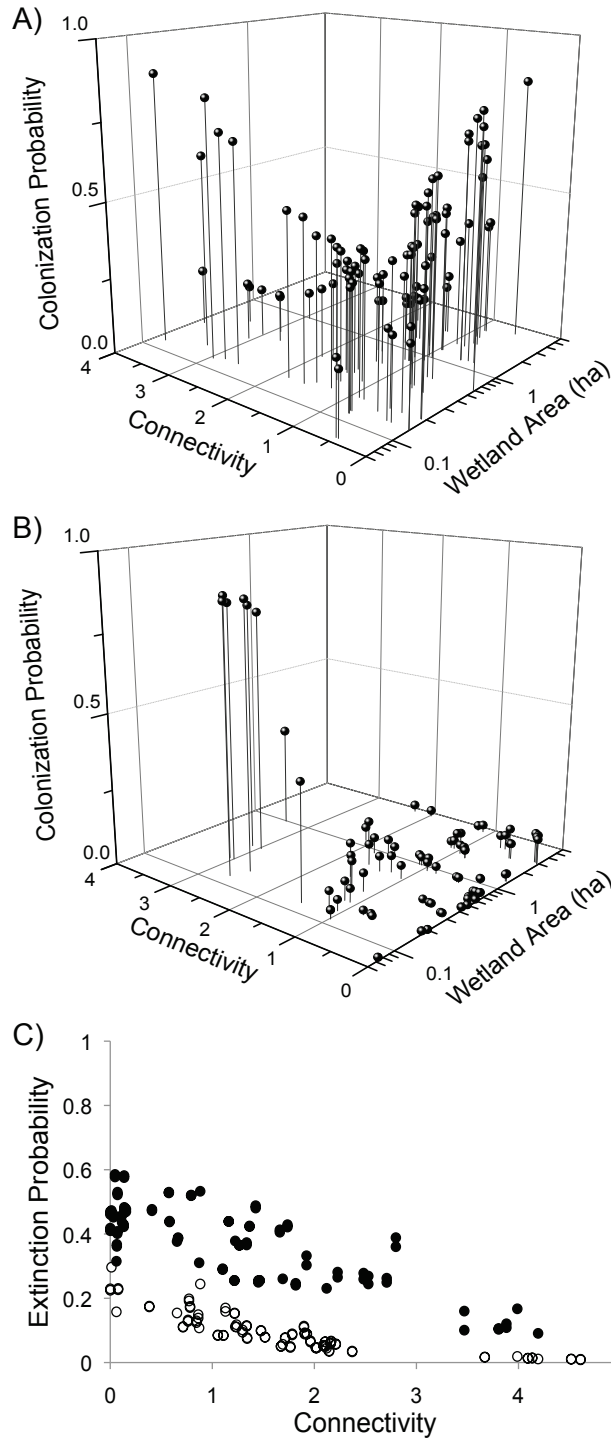 A)
1.0
Colonization Probability
0.5
0.0
4
3
2
1
0
Connectivity
0.1
1
Wetland Area (ha)
B)
1.0
Colonization Probability
0.5
0.0
4
3
2
1
0
Connectivity
0.1
1
Wetland Area (ha)
C)
1
0.8
0.6
0.4
0.2
0
Extinction Probability
0 1 2 3 4
Connectivity